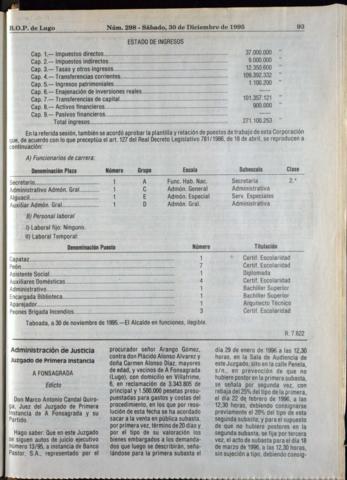 B.O.P. de Lugo Núm. 298 - Sábado, 30 de Diciembre de 1995 93
ESTADO DE INGRESOS
Cap. 1.— Impuestos directos 37.000.000 "
Cap. 2.— Impuestos indirectos 9.000.000 "
Cap. 3.— Tasas y otros ingresos 12.350.600 "
Cap. 4.— Transferencias corrientes 109.392.332 "
Cap. 5.— Ingresos patrimoniales 1.100.200 "
Cap. 6.— Enajenación de inversiones reales
Cap. 7.— Transferencias de capital 101.357.121 "
Cap. 8.— Activos financieros 900.000 "
Cap. 9.— Pasivos financieros
Total ingresos 271.100.253 "
En la referida sesión, también se acordó aprobar la plantilla y relación de puestos de trabajo de esta Corporación
que, de acuerdo con lo que preceptúa el art. 127 del Real Decreto Legislativo 781/1986, de 18 de abril, se reproducen a
continuación:
A) Funcionarios de carrera:
Denominación Plaza Número Grupo Escala Subescala Clase
Secretario 1 A Func. Hab. Nac. Secretaría 2.ª
Administrativo Admón. Gral 1 C Admón. General Administrativa
Alguacil 1 E Admón. Especial Serv. Especiales
Auxiliar Admón. Gral 1 D Admón. Gral. Administrativa
B) Personal laboral
I) Laboral fijo: Ninguno.
II) Laboral Temporal:
Denominación Puesto Número Titulación
Capataz 1 Certif. Escolaridad
Peón 7 Certif. Escolaridad
Asistente Social 1 Diplomada
Auxiliares Domésticas 4 Certif. Escolaridad
Administrativo 1 Bachiller Superior
Encargada Biblioteca 1 Bachiller Superior
Aparejador 1 Arquitecto Técnico
Peones Brigada Incendios 3 Certif. Escolaridad
Taboada, a 30 de noviembre de 1995.—El Alcalde en funciones, ilegible.
R. 7.622
Administración de Justicia
Juzgado de Primera Instancia
A FONSAGRADA
Edicto
Don Marco Antonio Candal Quiro-
ga, Juez del Juzgado de Primera
Instancia de A Fonsagrada y su
Partido.
Hago saber: Que en este Juzgado
se siguen autos de juicio ejecutivo
número 13/95, a instancia de Banco
Pastor, S.A., representado por el
procurador señor Arango Gómez,
contra don Plácido Alonso Alvarez y
doña Carmen Alonso Díaz, mayores
de edad, y vecinos de A Fonsagrada
(Lugo), con domicilio en Villafrime,
6, en reclamación de 3.343.805 de
principal y 1.500.000 pesetas presu-
puestadas para gastos y costas del
procedimiento, en los que por reso-
lución de esta fecha se ha acordado
sacar a la venta en pública subasta,
por primera vez, término de 20 días y
por el tipo de su valoración los
bienes embargados a los demanda-
dos que luego se describirán, seña-
lándose para la primera subasta el
día 29 de enero de 1996 a las 12,30
horas, en la Sala de Audiencia de
este Juzgado, sito en la calle Penela,
s/n., en prevención de que no
hubiere postor en la primera subasta,
se señala por segunda vez, con
rebaja del 25% del tipo de la primera,
el día 22 de febrero de 1996, a las
12,30 horas, debiendo consignarse
previamente el 20% del tipo de esta
segunda subasta; y para el supuesto
de que no hubiere postores en la
segunda subasta, se fija por tercera
vez, el acto de subasta para el día 18
de marzo de 1996, a las 12,30 horas,
sin sujeción a tipo, debiendo consig-